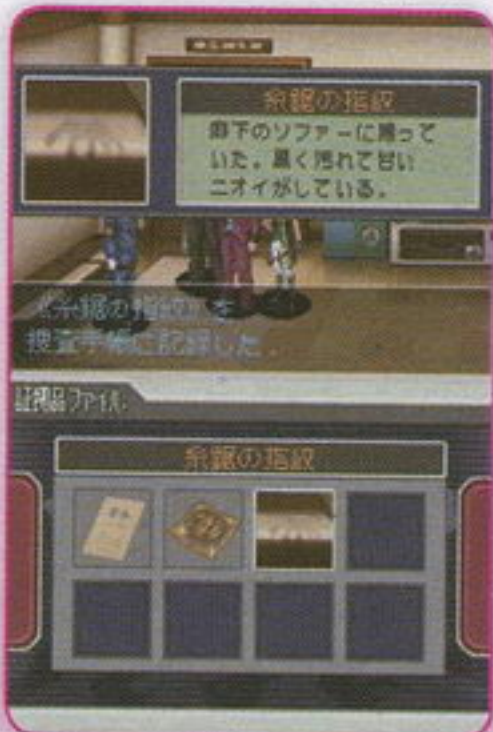 糸鋸の指紋
廊下のソファーに残って
いた。黒く汚れて甘い
ニオイがしている。
《糸鋸の指紋》を
捜査手帳に記録した。
証拠品ファイル
糸鋸の指紋